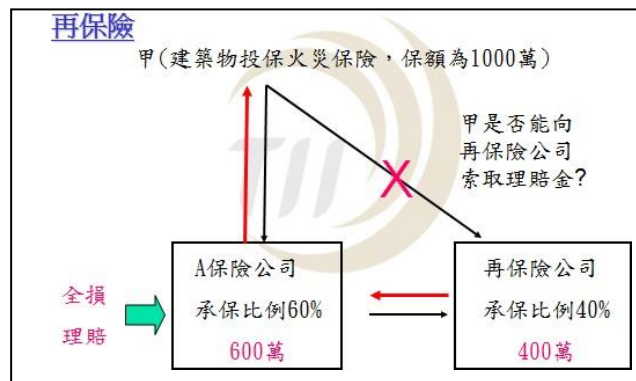 再保險
甲(建築物投保火災保險，保額為1000萬)
甲是否能向
再保險公司
索取理賠金?
X
TII
全損
理賠
A保險公司
承保比例60%
600萬
再保險公司
承保比例40%
400萬